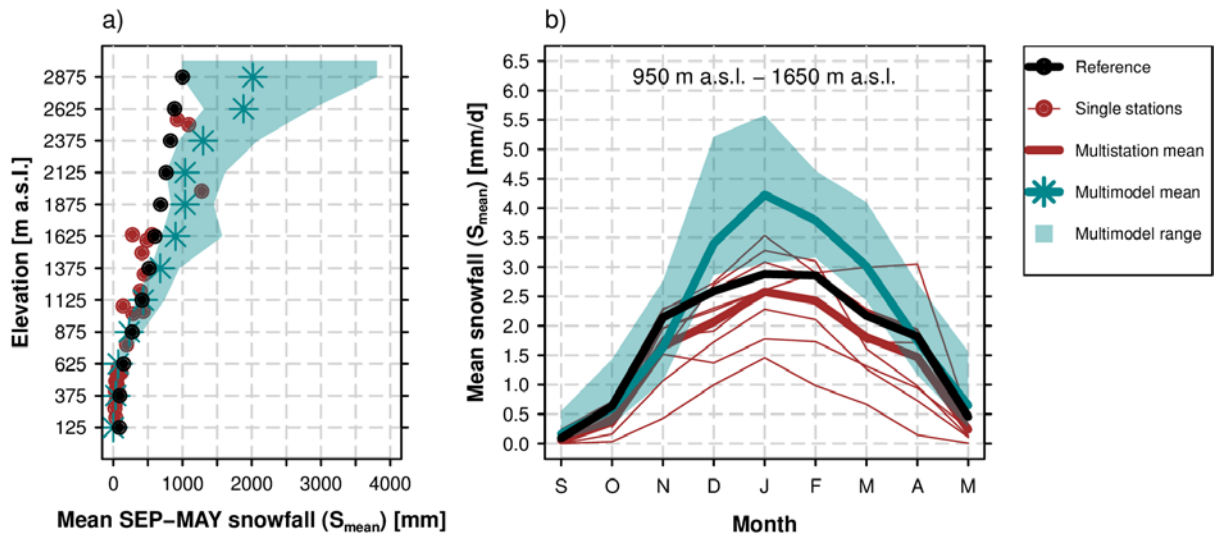 a)
Elevation [m a.s.l.]
2875
2625
2375
2125
1875
1625
1375
1125
875
625
375
125
0
1000
2000
3000
4000
Mean SEP−MAY snowfall (Smean) [mm]
b)
950 m a.s.l. − 1650 m a.s.l.
Mean snowfall (Smean) [mm/d]
6.5
6.0
5.5
5.0
4.5
4.0
3.5
3.0
2.5
2.0
1.5
1.0
0.5
0.0
S
O
N
D
J
F
M
A
M
Month
Reference
Single stations
Multistation mean
Multimodel mean
Multimodel range